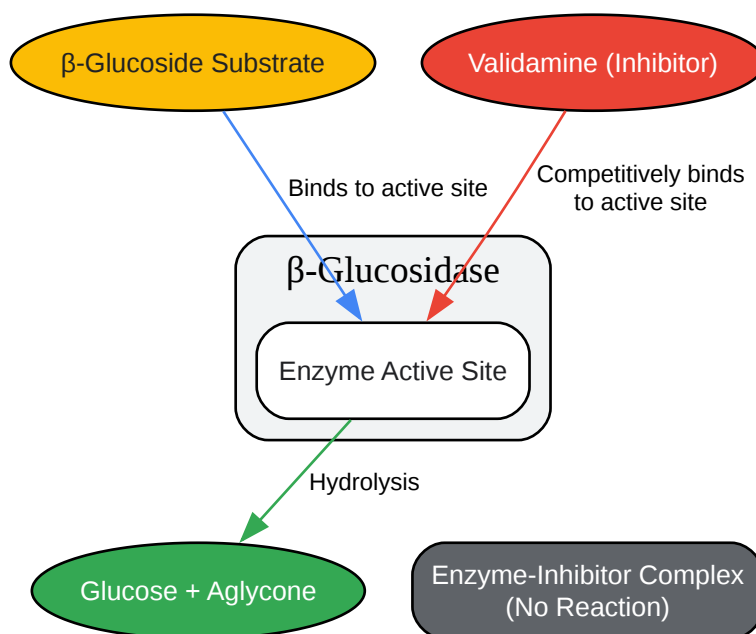 β-Glucoside Substrate
Validamine (Inhibitor)
Binds to active site
Competitively binds
to active site
β-Glucosidase
Enzyme Active Site
Hydrolysis
Glucose + Aglycone
Enzyme-Inhibitor Complex
(No Reaction)